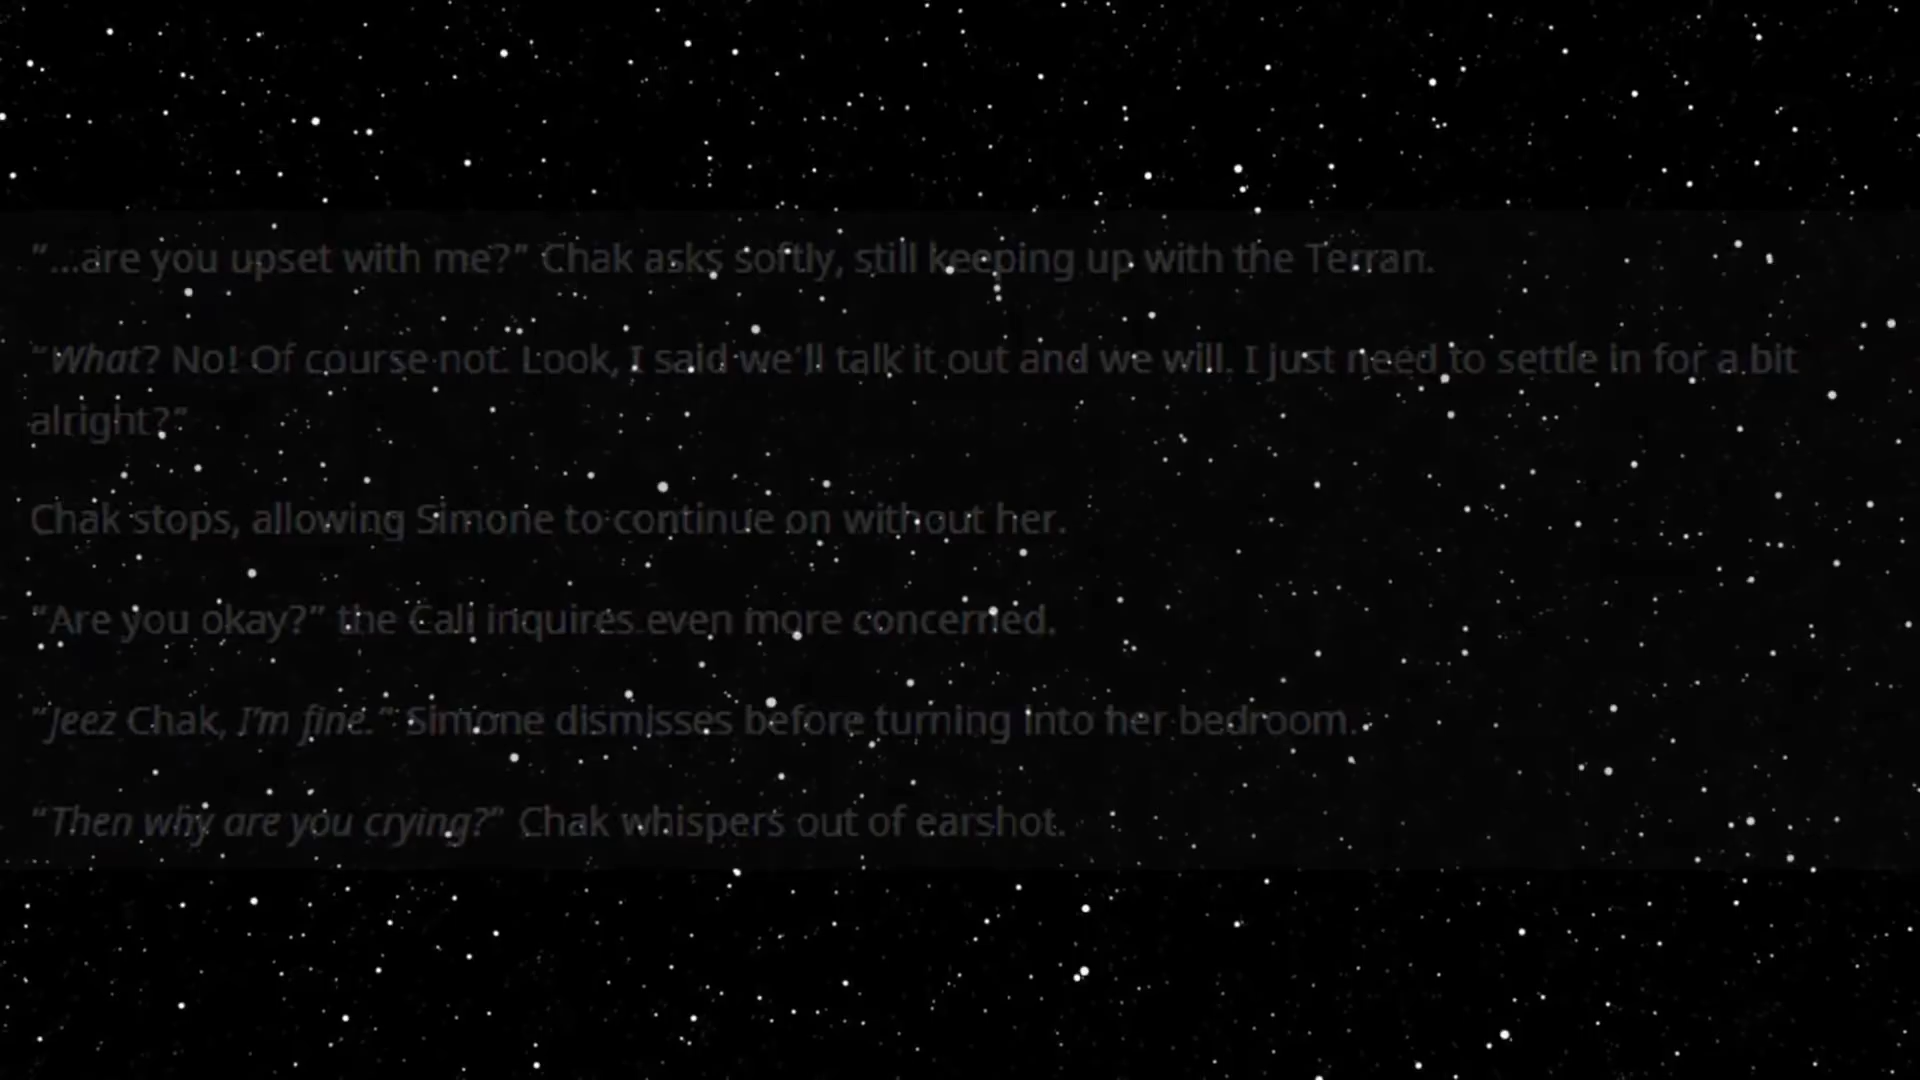 “...are you upset with me?” Chak asks softly, still keeping up with the Terran.
“What? No! Of course not. Look, I said we’ll talk it out and we will. I just need to settle in for a bit
alright?”
Chak stops, allowing Simone to continue on without her.
“Are you okay?” the Cali inquires even more concerned.
“Jeez Chak, I’m fine.” Simone dismisses before turning into her bedroom.
“Then why are you crying?” Chak whispers out of earshot.